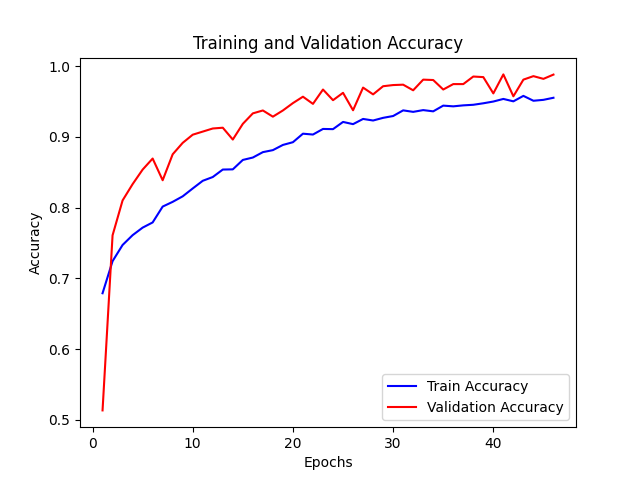 Training and Validation Accuracy
1.0
0.9
0.8
0.7
0.6
0.5
Accuracy
0
10
20
30
40
Epochs
Train Accuracy
Validation Accuracy